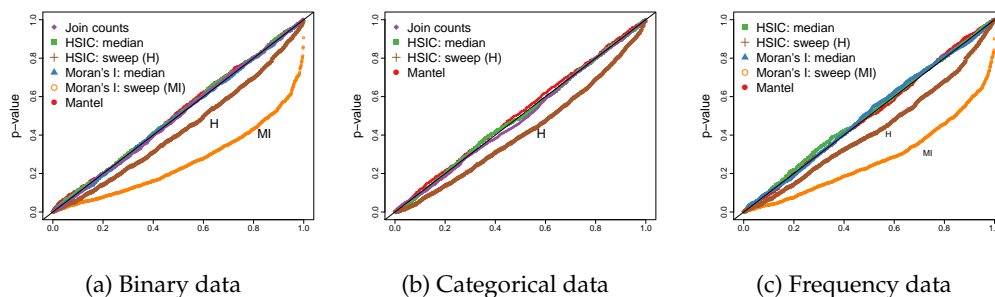 Join counts
HSIC: median
HSIC: sweep (H)
Moran's I: median
Moran's I: sweep (MI)
Mantel
H
MI
p-value
0.0 0.2 0.4 0.6 0.8 1.0
0.0 0.2 0.4 0.6 0.8 1.0
(a) Binary data
Join counts
HSIC: median
HSIC: sweep (H)
Mantel
H
p-value
0.0 0.2 0.4 0.6 0.8 1.0
0.0 0.2 0.4 0.6 0.8 1.0
(b) Categorical data
HSIC: median
HSIC: sweep (H)
Moran's I: median
Moran's I: sweep (MI)
Mantel
H
MI
p-value
0.0 0.2 0.4 0.6 0.8 1.0
0.0 0.2 0.4 0.6 0.8 1.0
(c) Frequency data